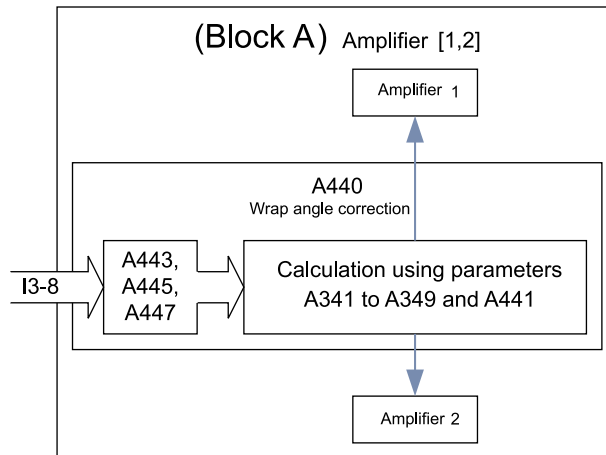 (Block A) Amplifier [1,2]
Amplifier 1
A440
Wrap angle correction
I3-8
A443,
A445,
A447
Calculation using parameters
A341 to A349 and A441
Amplifier 2